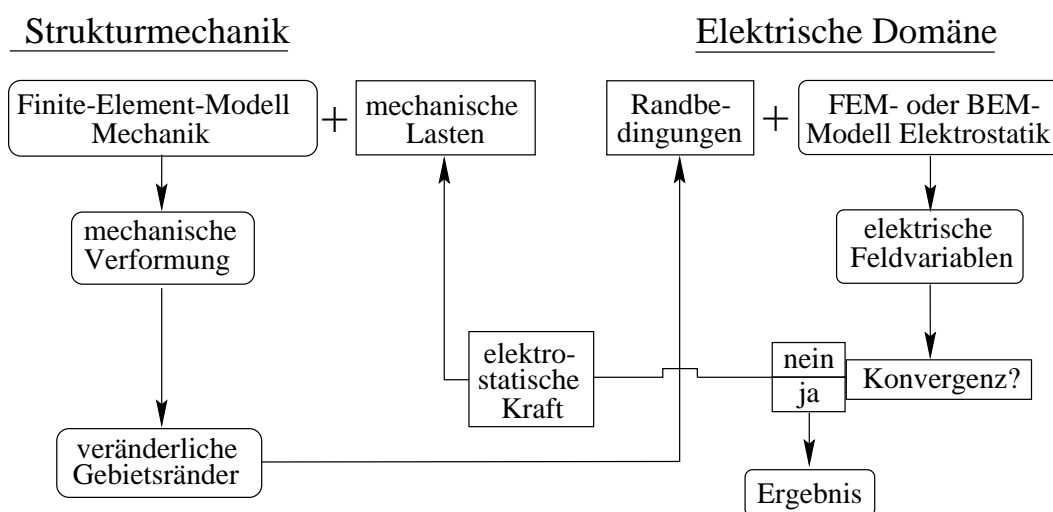 Strukturmechanik
Elektrische Domäne
Finite-Element-Modell
Mechanik
+
mechanische
Lasten
Randbe-
dingungen
+
FEM- oder BEM-
Modell Elektrostatik
mechanische
Verformung
elektrische
Feldvariablen
elektro-
statische
Kraft
nein
ja
Konvergenz?
veränderliche
Gebietsränder
Ergebnis